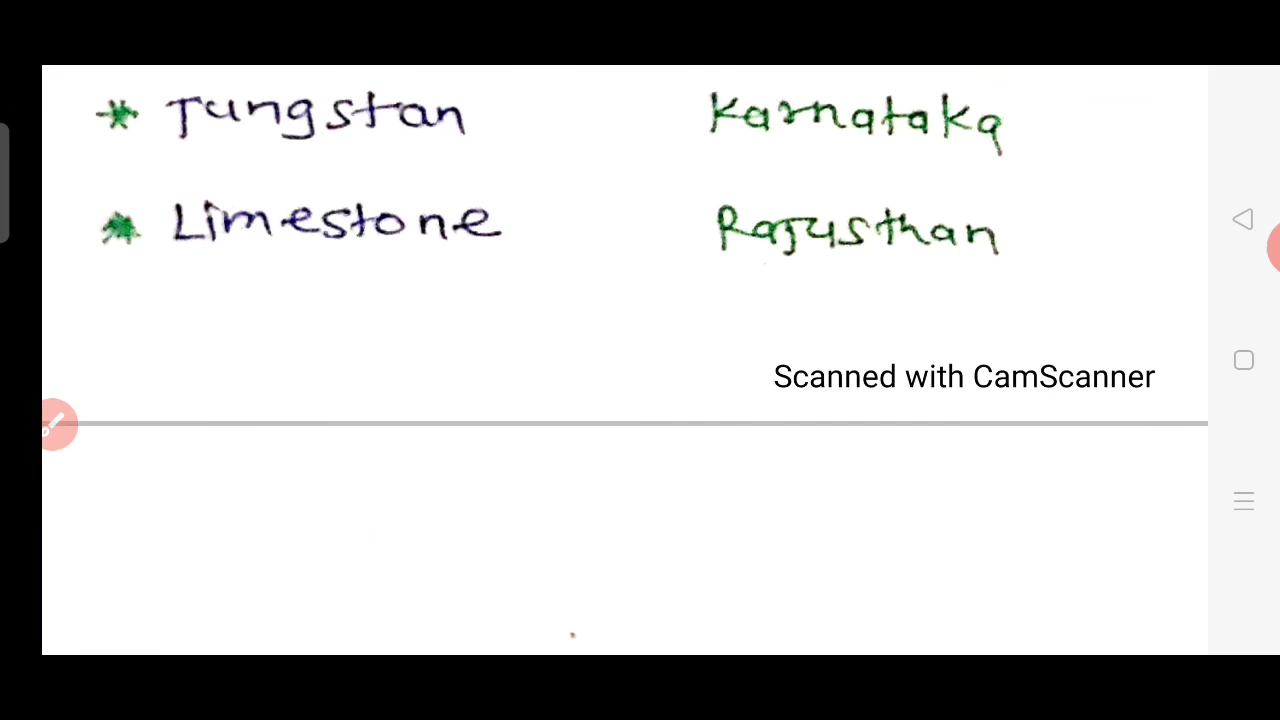 * Tungstan Karnataka
* Limestone Rajusthan
Scanned with CamScanner